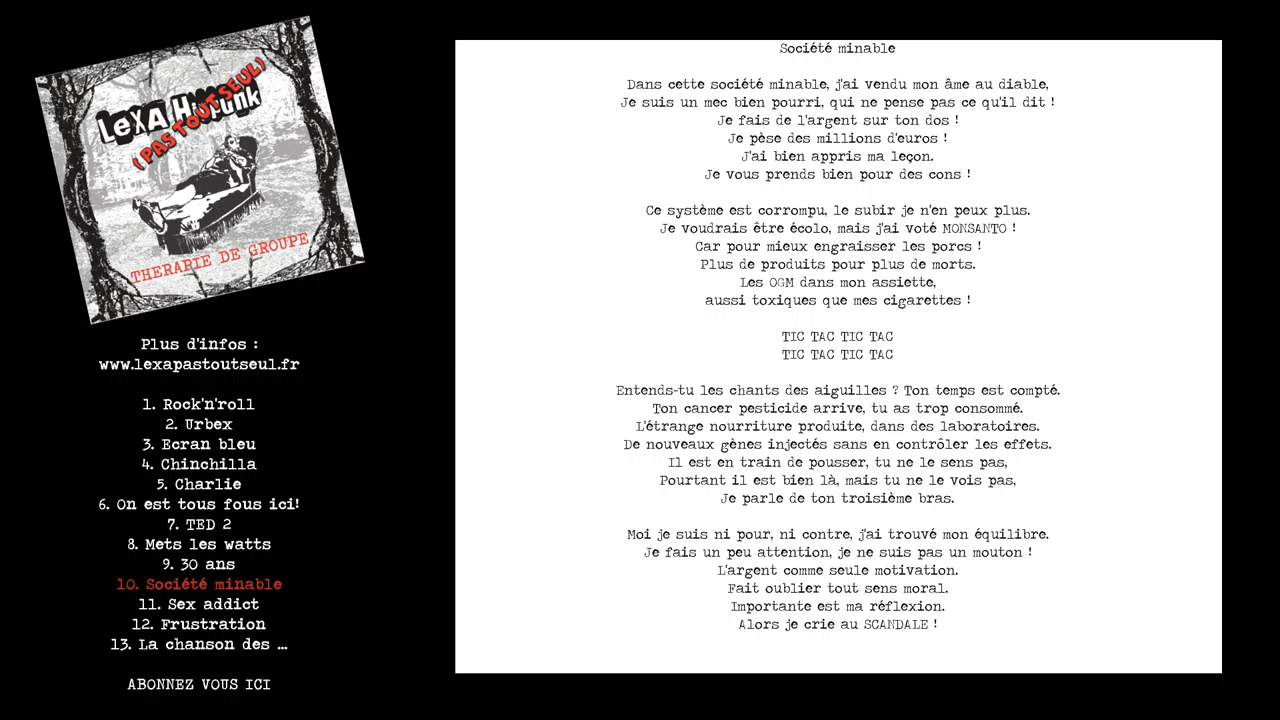 LeXA Hippunk
(PAS TOUT SEUL)
THERAPIE DE GROUPE
Plus d'infos :
www.lexapastoutseul.fr
1. Rock'n'roll
2. Urbex
3. Ecran bleu
4. Chinchilla
5. Charlie
6. On est tous fous ici!
7. TED 2
8. Mets les watts
9. 30 ans
10. Société minable
11. Sex addict
12. Frustration
13. La chanson des ...
ABONNEZ VOUS ICI
Société minable
Dans cette société minable, j'ai vendu mon âme au diable,
Je suis un mec bien pourri, qui ne pense pas ce qu'il dit !
Je fais de l'argent sur ton dos !
Je pèse des millions d'euros !
J'ai bien appris ma leçon.
Je vous prends bien pour des cons !
Ce système est corrompu, le subir je n'en peux plus.
Je voudrais être écolo, mais j'ai voté MONSANTO !
Car pour mieux engraisser les porcs !
Plus de produits pour plus de morts.
Les OGM dans mon assiette,
aussi toxiques que mes cigarettes !
TIC TAC TIC TAC
TIC TAC TIC TAC
Entends-tu les chants des aiguilles ? Ton temps est compté.
Ton cancer pesticide arrive, tu as trop consommé.
L'étrange nourriture produite, dans des laboratoires.
De nouveaux gènes injectés sans en contrôler les effets.
Il est en train de pousser, tu ne le sens pas,
Pourtant il est bien là, mais tu ne le vois pas,
Je parle de ton troisième bras.
Moi je suis ni pour, ni contre, j'ai trouvé mon équilibre.
Je fais un peu attention, je ne suis pas un mouton !
L'argent comme seule motivation.
Fait oublier tout sens moral.
Importante est ma réflexion.
Alors je crie au SCANDALE !